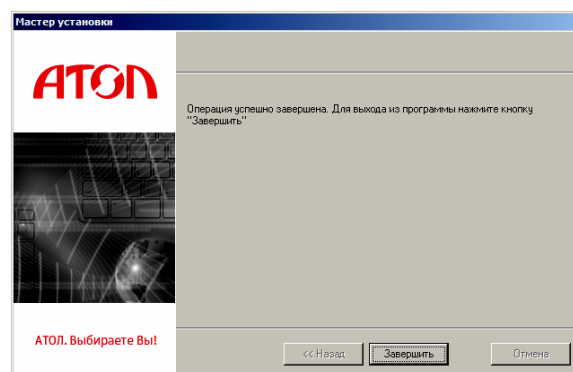 Мастер установки
АТОЛ
Операция успешно завершена. Для выхода из программы нажмите кнопку
"Завершить"
АТОЛ. Выбираете Вы!
<< Назад Завершить Отмена